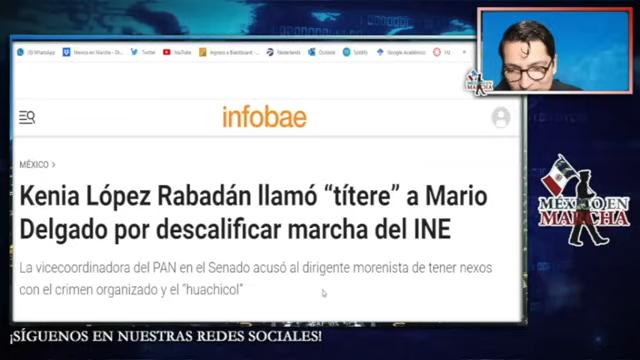 WhatsApp
Twitter
YouTube
Nederlands
Outlook
Spotify
Google Académico
infobae
MÉXICO >
Kenia López Rabadán llamó “títere” a Mario
Delgado por descalificar marcha del INE
La vicecoordinadora del PAN en el Senado acusó al dirigente morenista de tener nexos
con el crimen organizado y el “huachicol”
MÉXICO EN
MARCHA
¡SÍGUENOS EN NUESTRAS REDES SOCIALES!